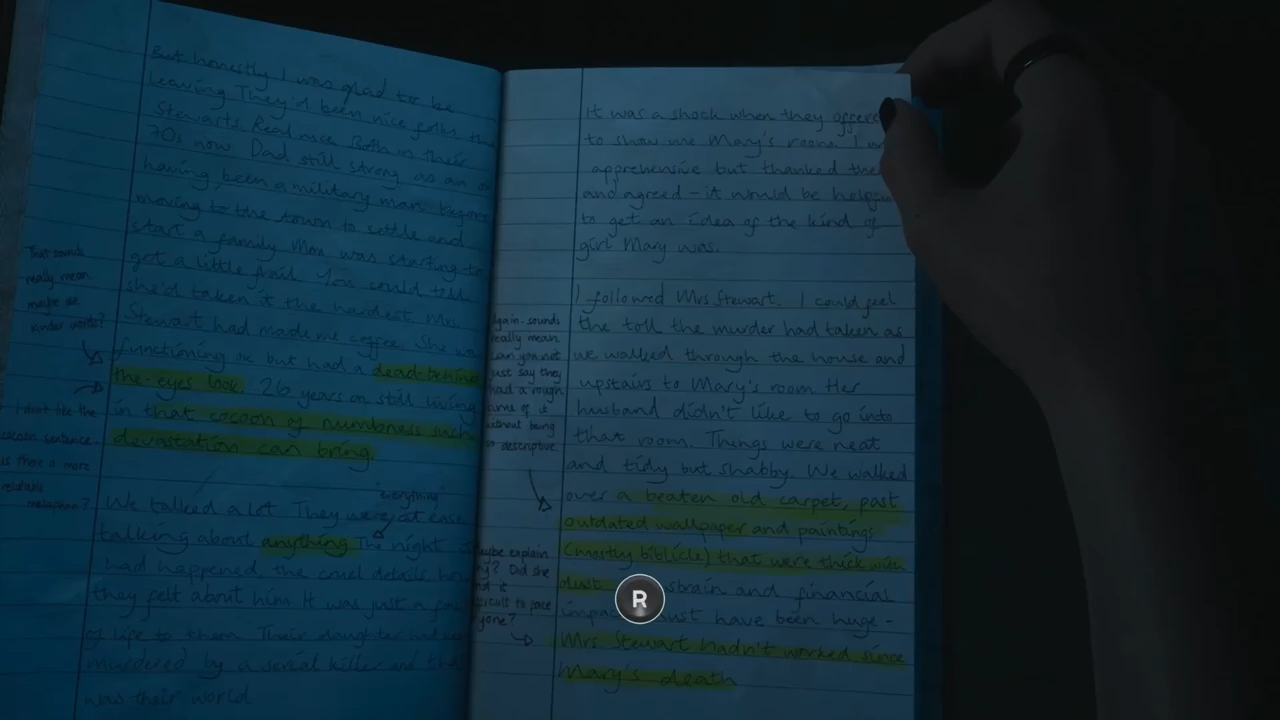 But honestly I was glad to be
leaving They'd been nice folks the
Stewarts. Real nice. Both in their
70s now. Dad still strong as an ox
having been a military man before
moving to the town to settle and
start a family Mom was starting to
get a little frail. You could tell
she'd taken it the hardest Mrs
Stewart had made me coffee. She was
functioning ok but had a dead-behind
the-eyes look. 26 years on still living
in that cocoon of numbness such
devastation can bring.
We talked a lot. They were at ease
"everything"
talking about anything The night
had happened, the cruel details, how
they felt about him. It was just a
of life to them. Their daughter had
murdered by a serial killer and
was their world
That sounds
really mean
maybe use
kinder words?
I don't like the
cocoon sentence.
is there a more
relatable
metaphor?
It was a shock when they offered
to show me Mary's room. I
apprehensive but thanked
and agreed - it would be helpful
to get an idea of the kind of
girl Mary was.
I followed Mrs Stewart. I could feel
the toll the murder had taken as
we walked through the house and
upstairs to Mary's room. Her
husband didn't like to go into
that room. Things were neat
and tidy but shabby. We walked
over a beaten old carpet, past
outdated wallpaper and paintings
(mostly biblicle) that were thick with
dust strain and financial
must have been huge -
Mrs Stewart hadn't worked since
Mary's death
Again - sounds
really mean.
Can you not
just say they
had a rough
time of it
without being
so descriptive.
maybe explain
why? Did she
find it
difficult to face
anyone?
R